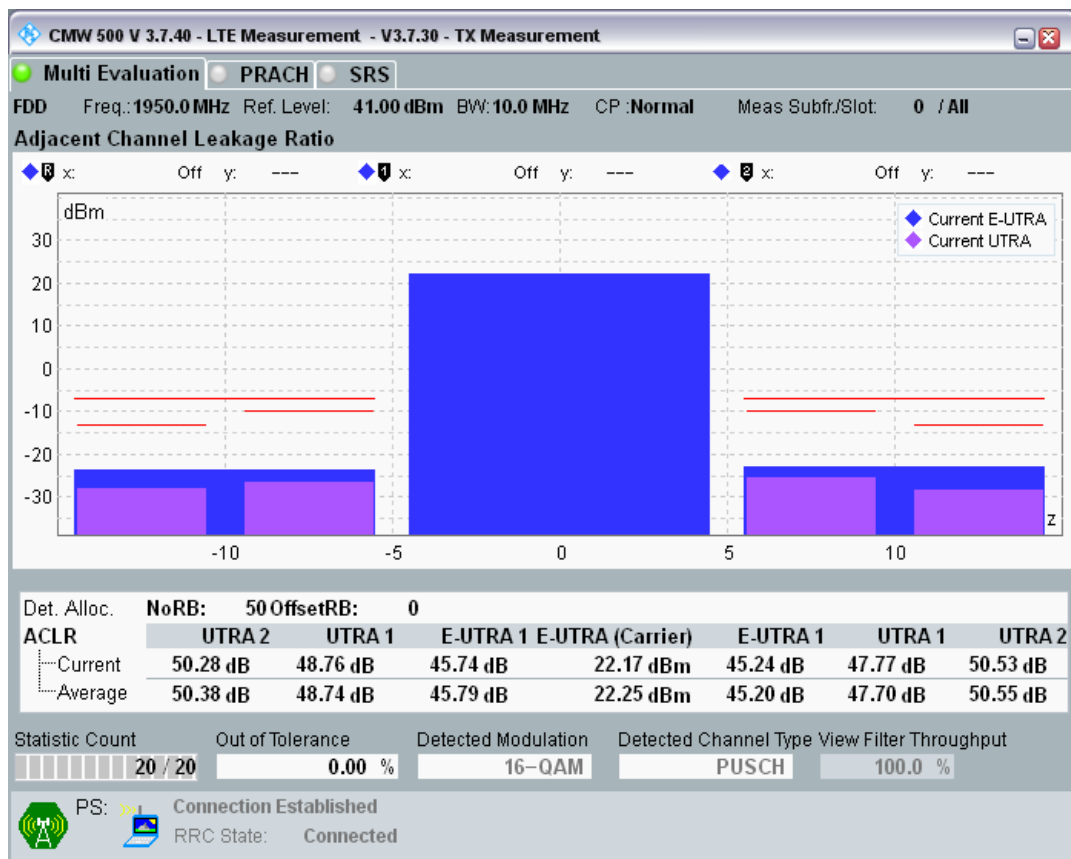 CMW 500 V 3.7.40 - LTE Measurement - V3.7.30 - TX Measurement
Multi Evaluation PRACH SRS
FDD Freq.: 1950.0 MHz Ref. Level: 41.00 dBm BW: 10.0 MHz CP :Normal Meas Subfr./Slot: 0 / All
Adjacent Channel Leakage Ratio
R x: Off y: --- 1 x: Off y: --- 2 x: Off y: ---
dBm
Current E-UTRA
Current UTRA
30
20
10
0
-10
-20
-30
z
-10 -5 0 5 10
Det. Alloc. NoRB: 50 OffsetRB: 0
ACLR UTRA 2 UTRA 1 E-UTRA 1 E-UTRA (Carrier) E-UTRA 1 UTRA 1 UTRA 2
Current 50.28 dB 48.76 dB 45.74 dB 22.17 dBm 45.24 dB 47.77 dB 50.53 dB
Average 50.38 dB 48.74 dB 45.79 dB 22.25 dBm 45.20 dB 47.70 dB 50.55 dB
Statistic Count Out of Tolerance Detected Modulation Detected Channel Type View Filter Throughput
20 / 20 0.00 % 16-QAM PUSCH 100.0 %
PS: Connection Established
RRC State: Connected